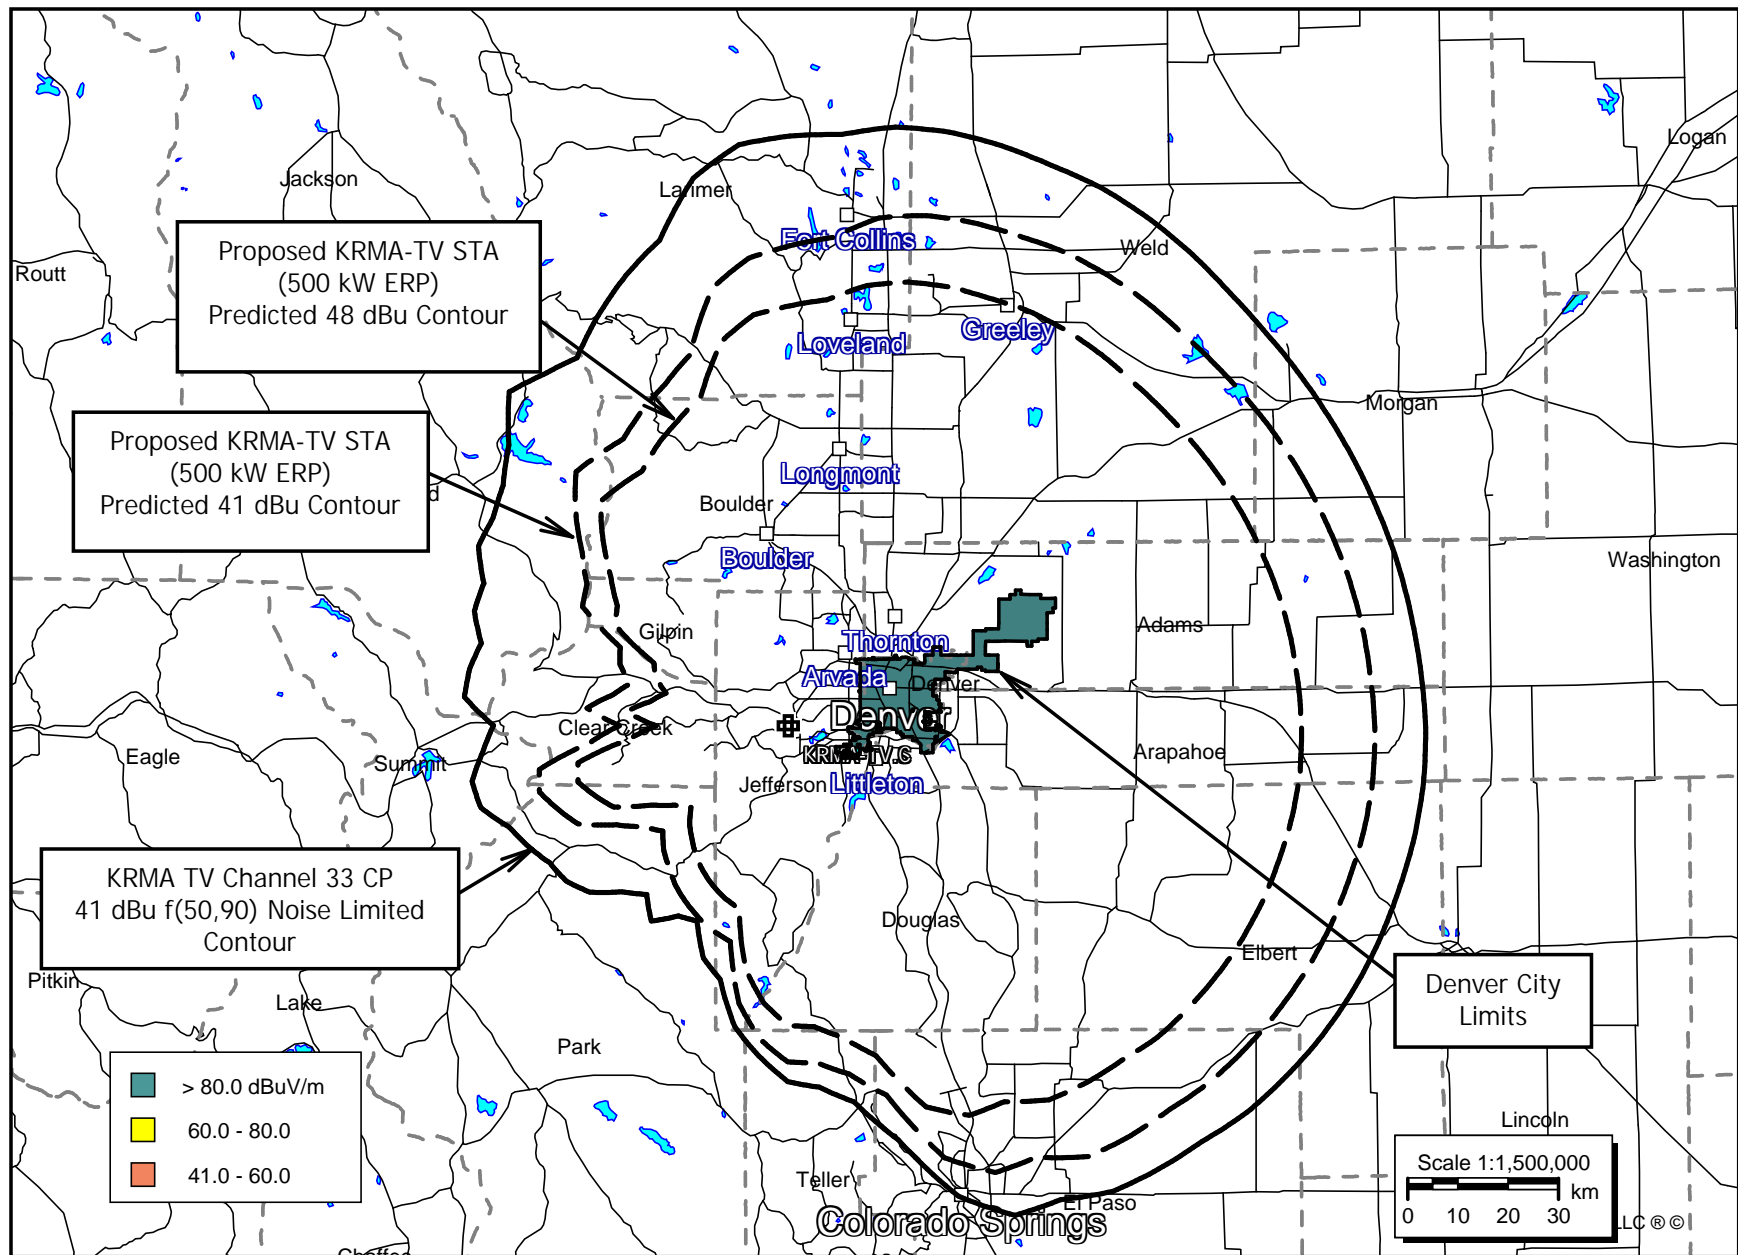 Logan
Jackson
Larimer
Proposed KRMA-TV STA
(500 kW ERP)
Predicted 48 dBu Contour
Fort Collins
Weld
Routt
Greeley
Loveland
Morgan
Proposed KRMA-TV STA
(500 kW ERP)
Predicted 41 dBu Contour
d
Longmont
Boulder
Boulder
Washington
Gilpin
Thornton
Adams
Arvada
Denver
Denver
Clear Creek
Eagle
Summit
KRMA-TV.C
Arapahoe
Jefferson
Littleton
KRMA TV Channel 33 CP
41 dBu f(50,90) Noise Limited
Contour
Douglas
Elbert
Pitkin
Lake
Denver City
Limits
Park
> 80.0 dBuV/m
60.0 - 80.0
41.0 - 60.0
Lincoln
Scale 1:1,500,000
km
0 10 20 30
Teller
El Paso
Colorado Springs
LLC ® ©
Chaffee